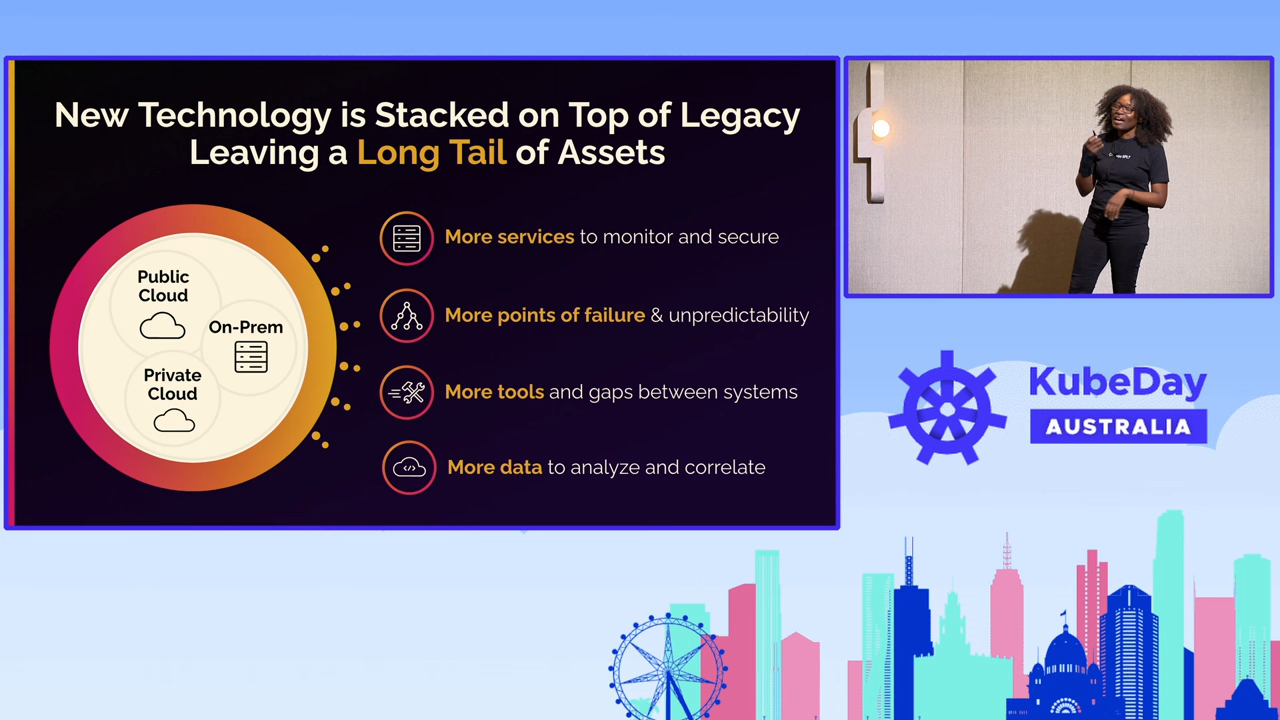 New Technology is Stacked on Top of Legacy
Leaving a Long Tail of Assets
Public
Cloud
On-Prem
Private
Cloud
More services to monitor and secure
More points of failure & unpredictability
More tools and gaps between systems
More data to analyze and correlate
KubeDay
AUSTRALIA